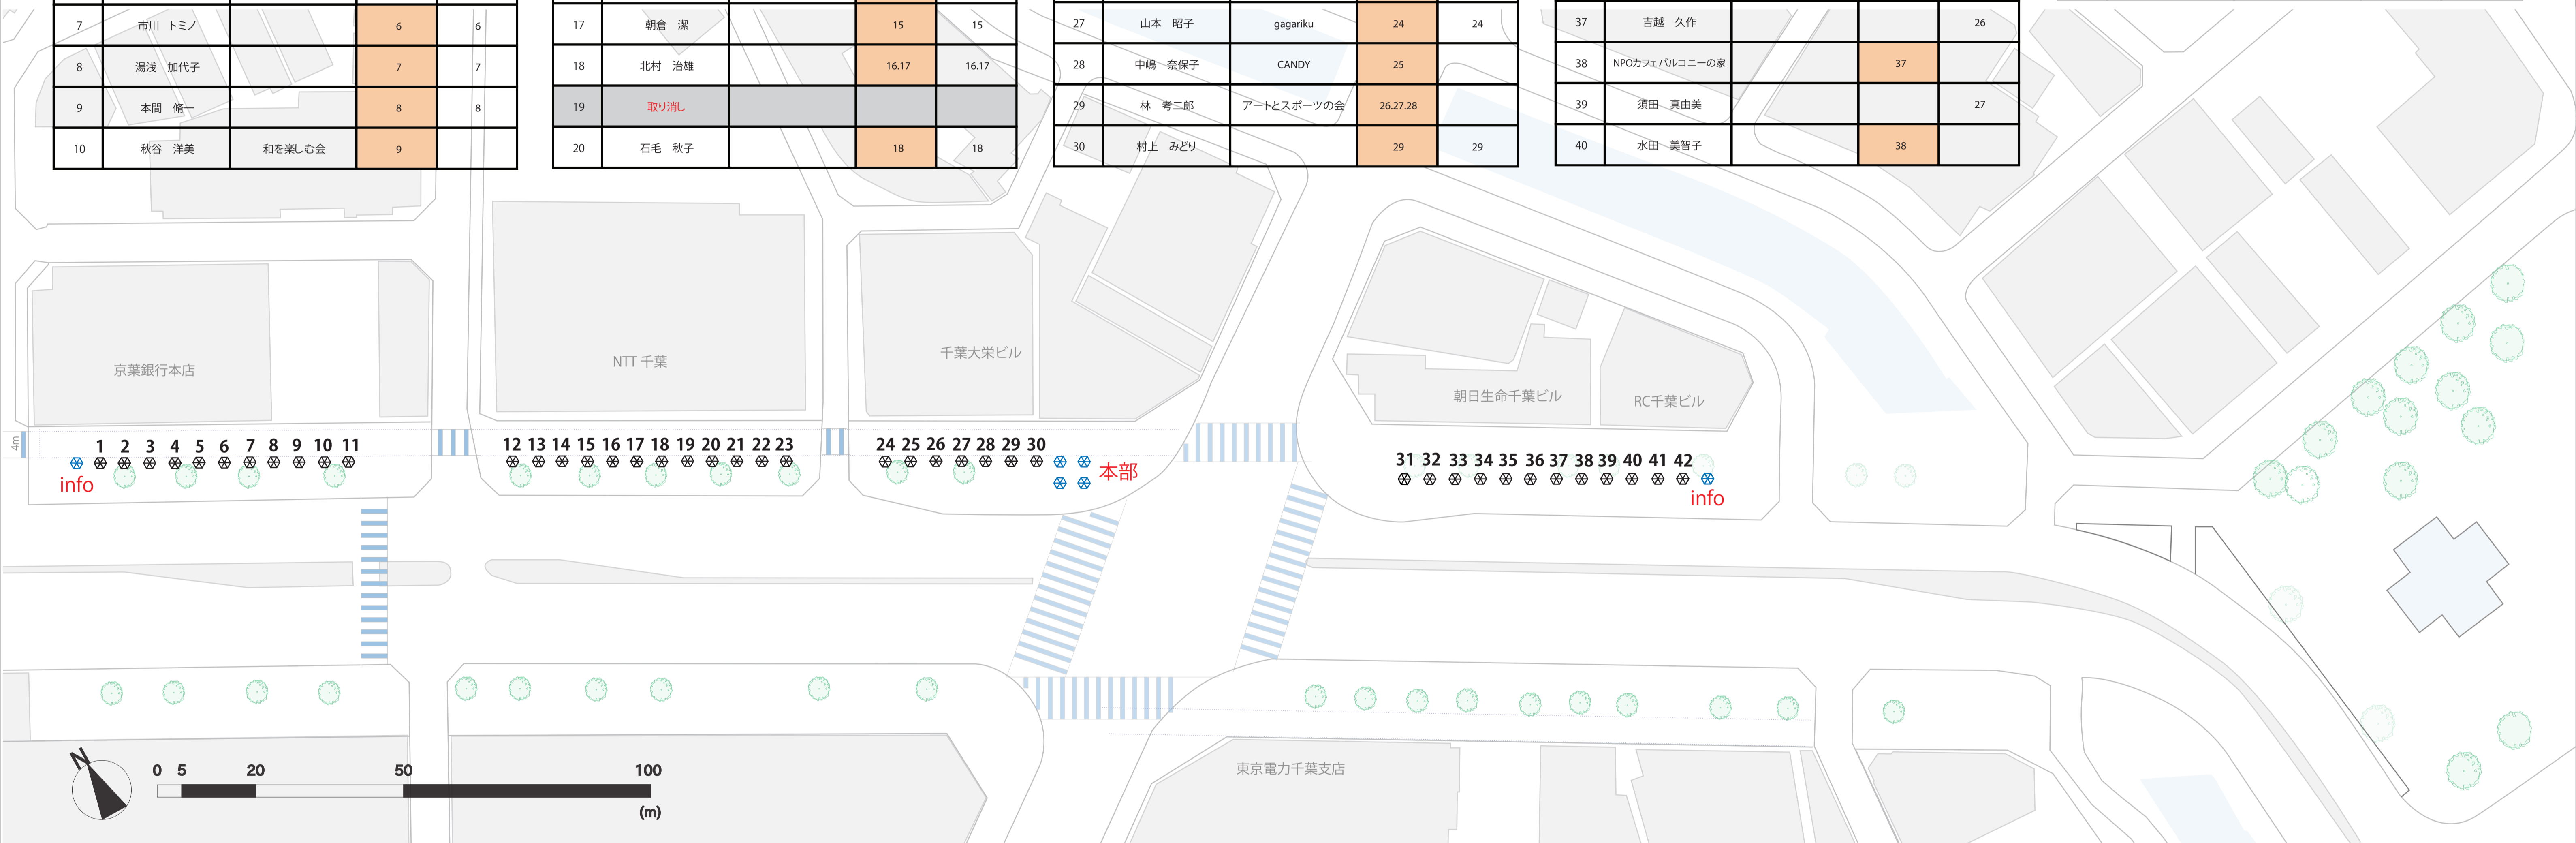 7 市川 トミノ 6 6
8 湯浅 加代子 7 7
9 本間 脩一 8 8
10 秋谷 洋美 和を楽しむ会 9
17 朝倉 潔 15 15
18 北村 治雄 16.17 16.17
19 取り消し
20 石毛 秋子 18 18
27 山本 昭子 gagariku 24 24
28 中嶋 奈保子 CANDY 25
29 林 考二郎 アートとスポーツの会 26.27.28
30 村上 みどり 29 29
37 吉越 久作 26
38 NPOカフェバルコニーの家 37
39 須田 真由美 27
40 水田 美智子 38
京葉銀行本店
NTT 千葉
千葉大栄ビル
朝日生命千葉ビル
RC千葉ビル
4m
1 2 3 4 5 6 7 8 9 10 11
info
12 13 14 15 16 17 18 19 20 21 22 23
24 25 26 27 28 29 30
本部
31 32 33 34 35 36 37 38 39 40 41 42
info
東京電力千葉支店
N
0 5 20 50 100
(m)